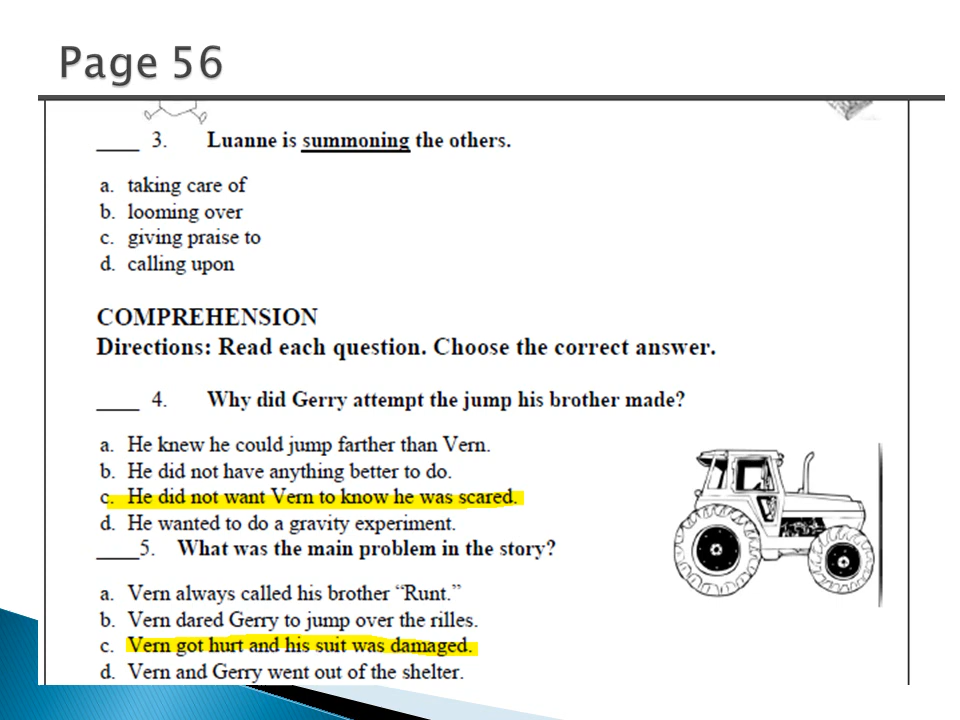 Page 56
____ 3. Luanne is summoning the others.
a. taking care of
b. looming over
c. giving praise to
d. calling upon
COMPREHENSION
Directions: Read each question. Choose the correct answer.
____ 4. Why did Gerry attempt the jump his brother made?
a. He knew he could jump farther than Vern.
b. He did not have anything better to do.
c. He did not want Vern to know he was scared.
d. He wanted to do a gravity experiment.
____5. What was the main problem in the story?
a. Vern always called his brother “Runt.”
b. Vern dared Gerry to jump over the rilles.
c. Vern got hurt and his suit was damaged.
d. Vern and Gerry went out of the shelter.